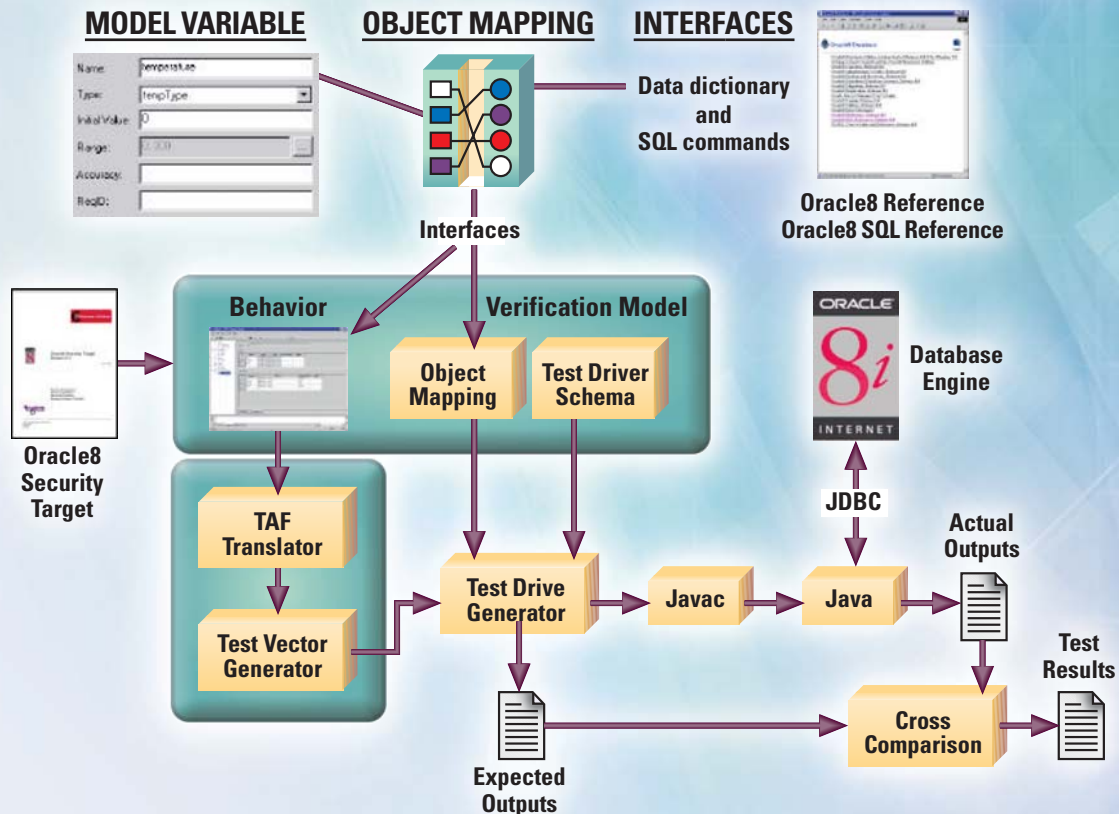 MODEL VARIABLE
OBJECT MAPPING
INTERFACES
Name:
temperature
Type:
tempType
Initial Value:
0
Range:
Accuracy:
ReqID:
Data dictionary
and
SQL commands
Oracle8 Reference
Oracle8 SQL Reference
Interfaces
Behavior
Verification Model
Object
Mapping
Test Driver
Schema
ORACLE
8i
INTERNET
Database
Engine
Oracle8
Security
Target
TAF
Translator
Test Vector
Generator
Test Drive
Generator
Javac
Java
JDBC
Actual
Outputs
Test
Results
Cross
Comparison
Expected
Outputs